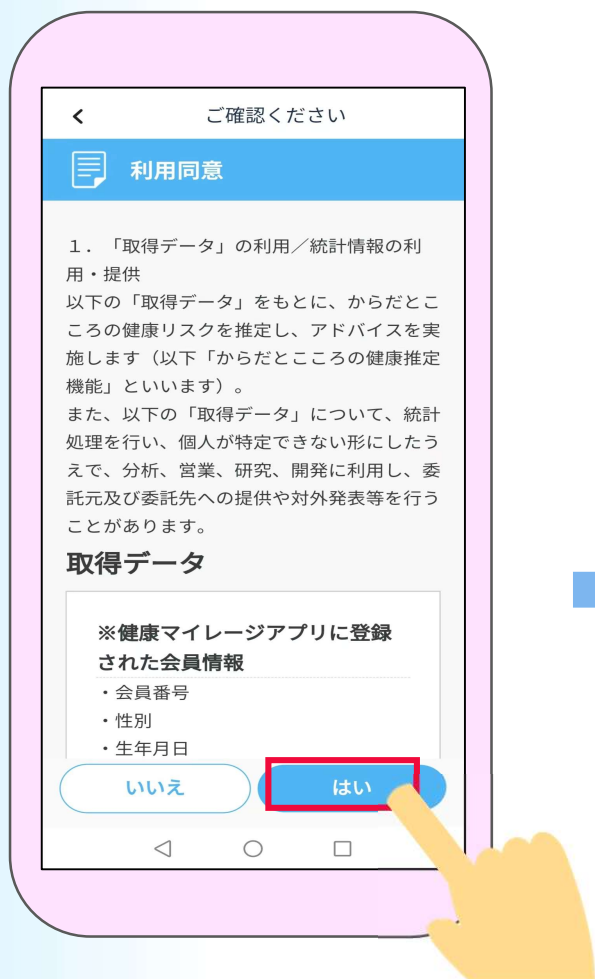 ご確認ください
利用同意
１．「取得データ」の利用／統計情報の利
用・提供
以下の「取得データ」をもとに、からだとこ
ころの健康リスクを推定し、アドバイスを実
施します（以下「からだとこころの健康推定
機能」といいます）。
また、以下の「取得データ」について、統計
処理を行い、個人が特定できない形にしたう
えで、分析、営業、研究、開発に利用し、委
託元及び委託先への提供や対外発表等を行う
ことがあります。
取得データ
※健康マイレージアプリに登録
された会員情報
・会員番号
・性別
・生年月日
いいえ
はい